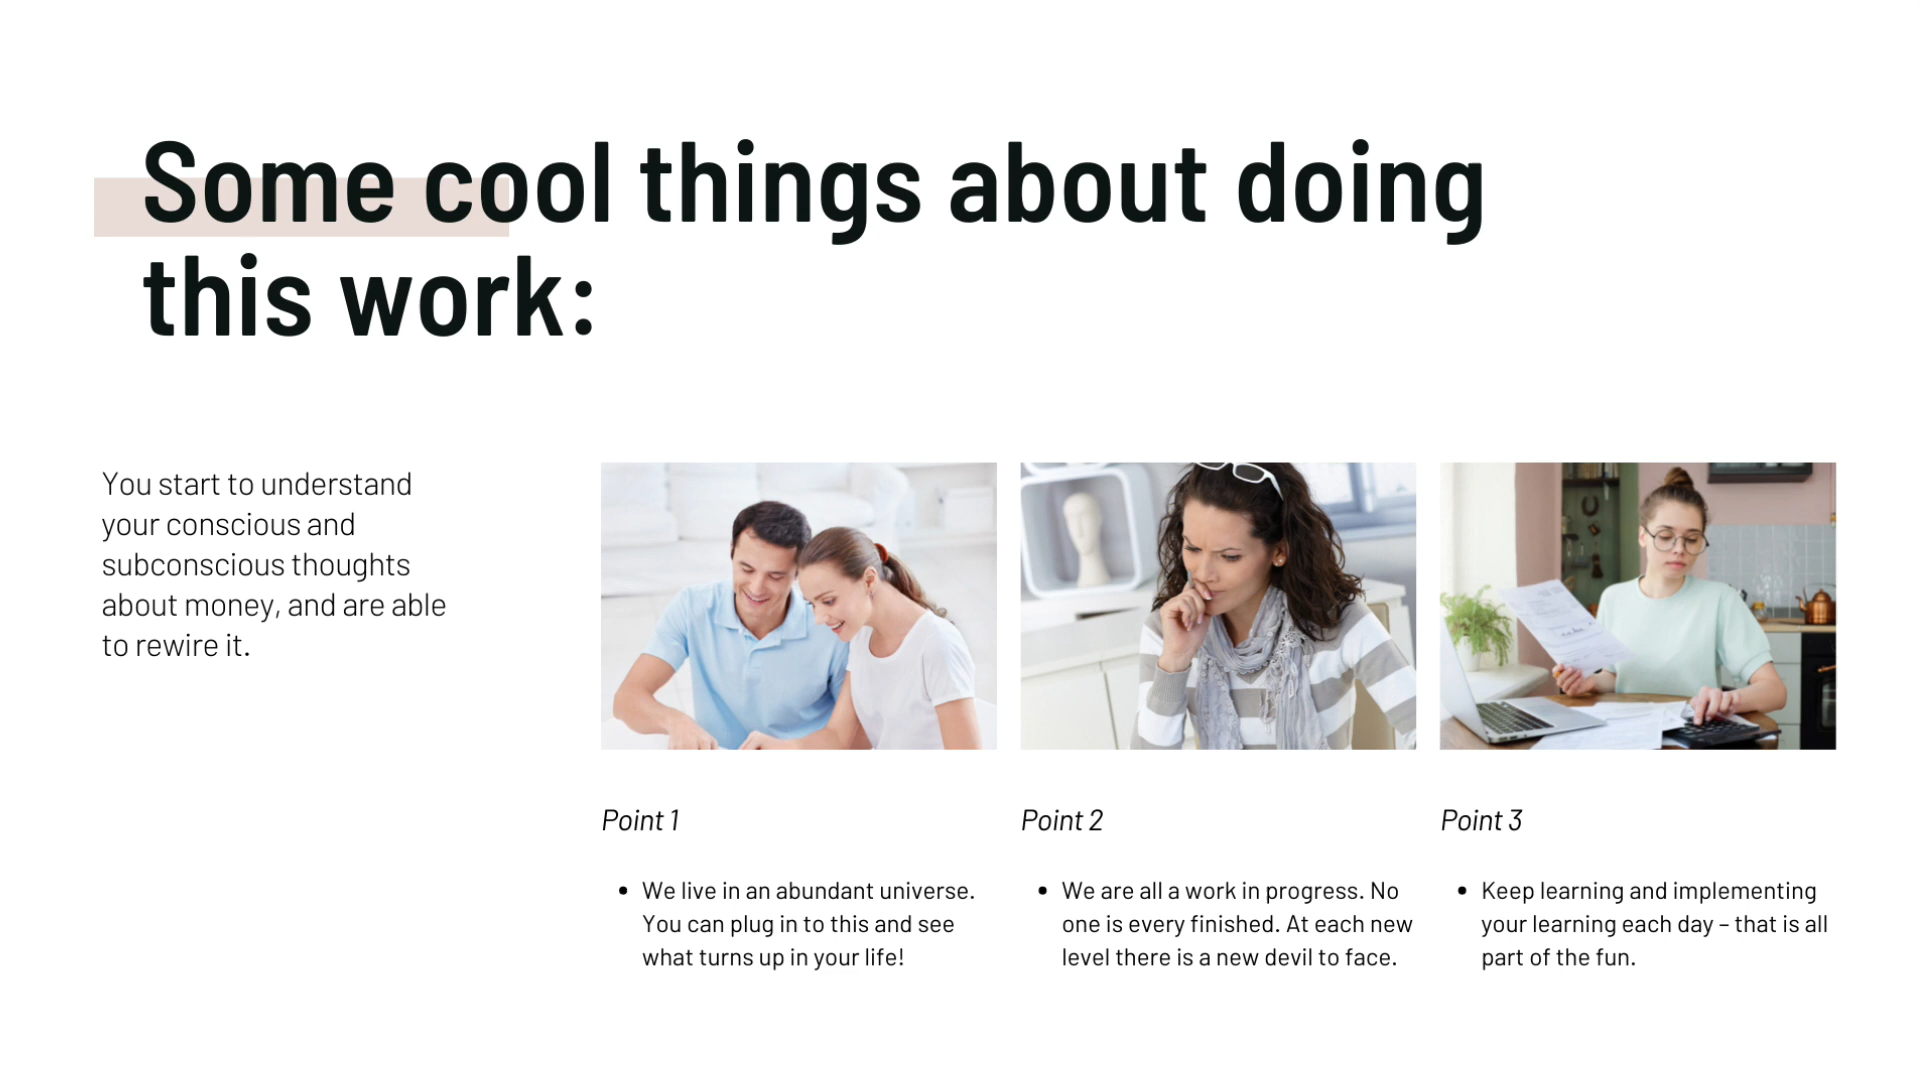 Some cool things about doing
this work:
You start to understand
your conscious and
subconscious thoughts
about money, and are able
to rewire it.
Point 1
• We live in an abundant universe.
You can plug in to this and see
what turns up in your life!
Point 2
• We are all a work in progress. No
one is every finished. At each new
level there is a new devil to face.
Point 3
• Keep learning and implementing
your learning each day – that is all
part of the fun.